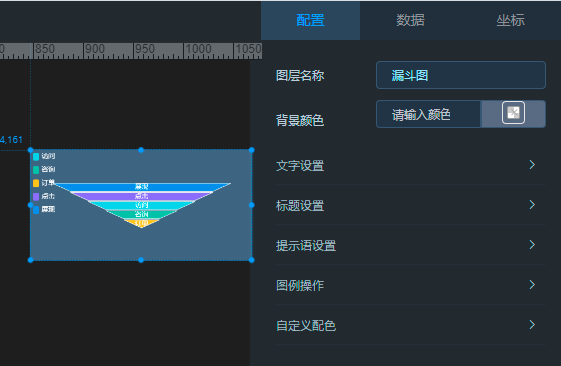 配置 数据 坐标
850 900 950 1000 1050
图层名称 漏斗图
背景颜色 请输入颜色
4,161
访问
咨询
订单
点击
展现
展现
点击
访问
咨询
订单
文字设置
标题设置
提示语设置
图例操作
自定义配色